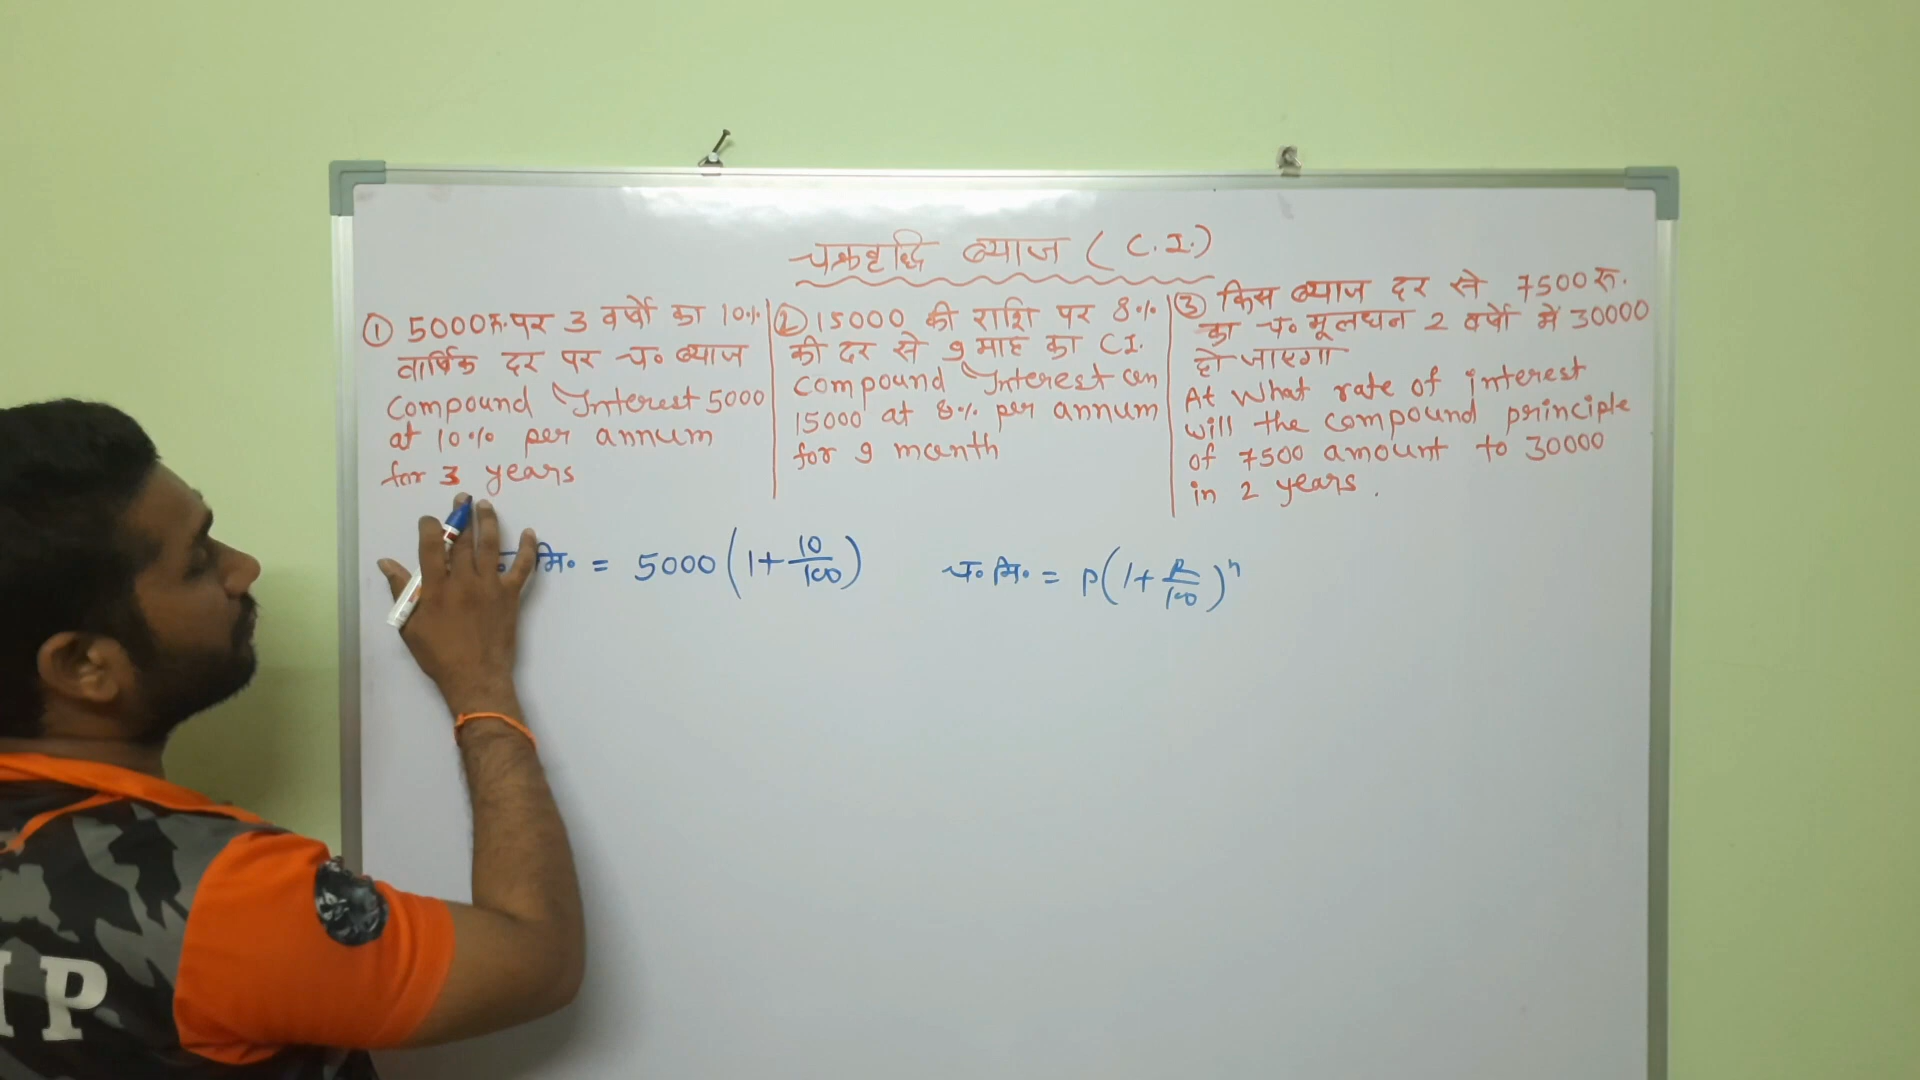 चक्रवृद्धि ब्याज (C.I.)
① 5000रु. पर 3 वर्षो का 10%
वार्षिक दर पर च० ब्याज
Compound Interest 5000
at 10% per annum
for 3 years
② 15000 की राशि पर 8%
की दर से 9 माह का C.I.
Compound Interest on
15000 at 8% per annum
for 9 month
③ किस ब्याज दर से 7500 रु.
का च० मूलधन 2 वर्षो में 30000
हो जाएगा
At What rate of interest
will the compound principle
of 7500 amount to 30000
in 2 years.
मि० = 5000 (1+10/100)
च० मि० = P(1+R/100)^n
IP